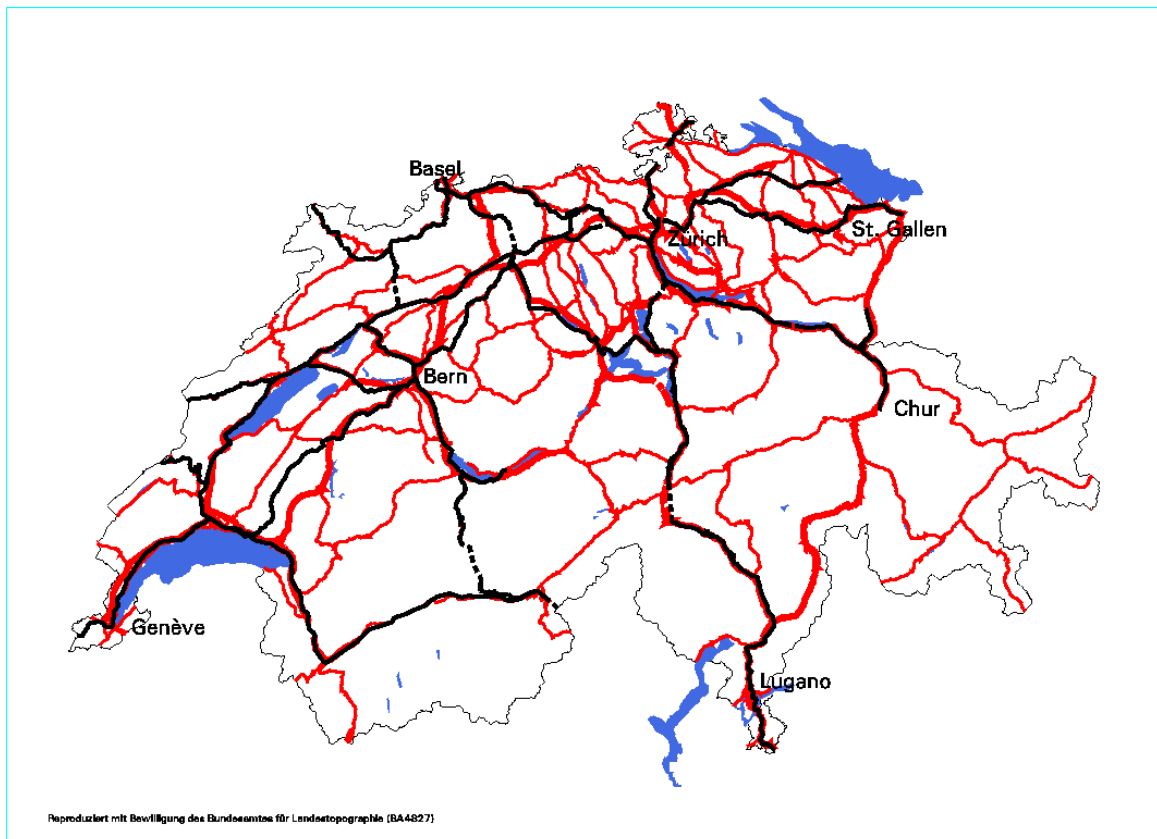 Basel
Zürich
St. Gallen
Bern
Chur
Genève
Lugano
Reproduziert mit Bewilligung des Bundesamtes für Landestopographie (BA4827)